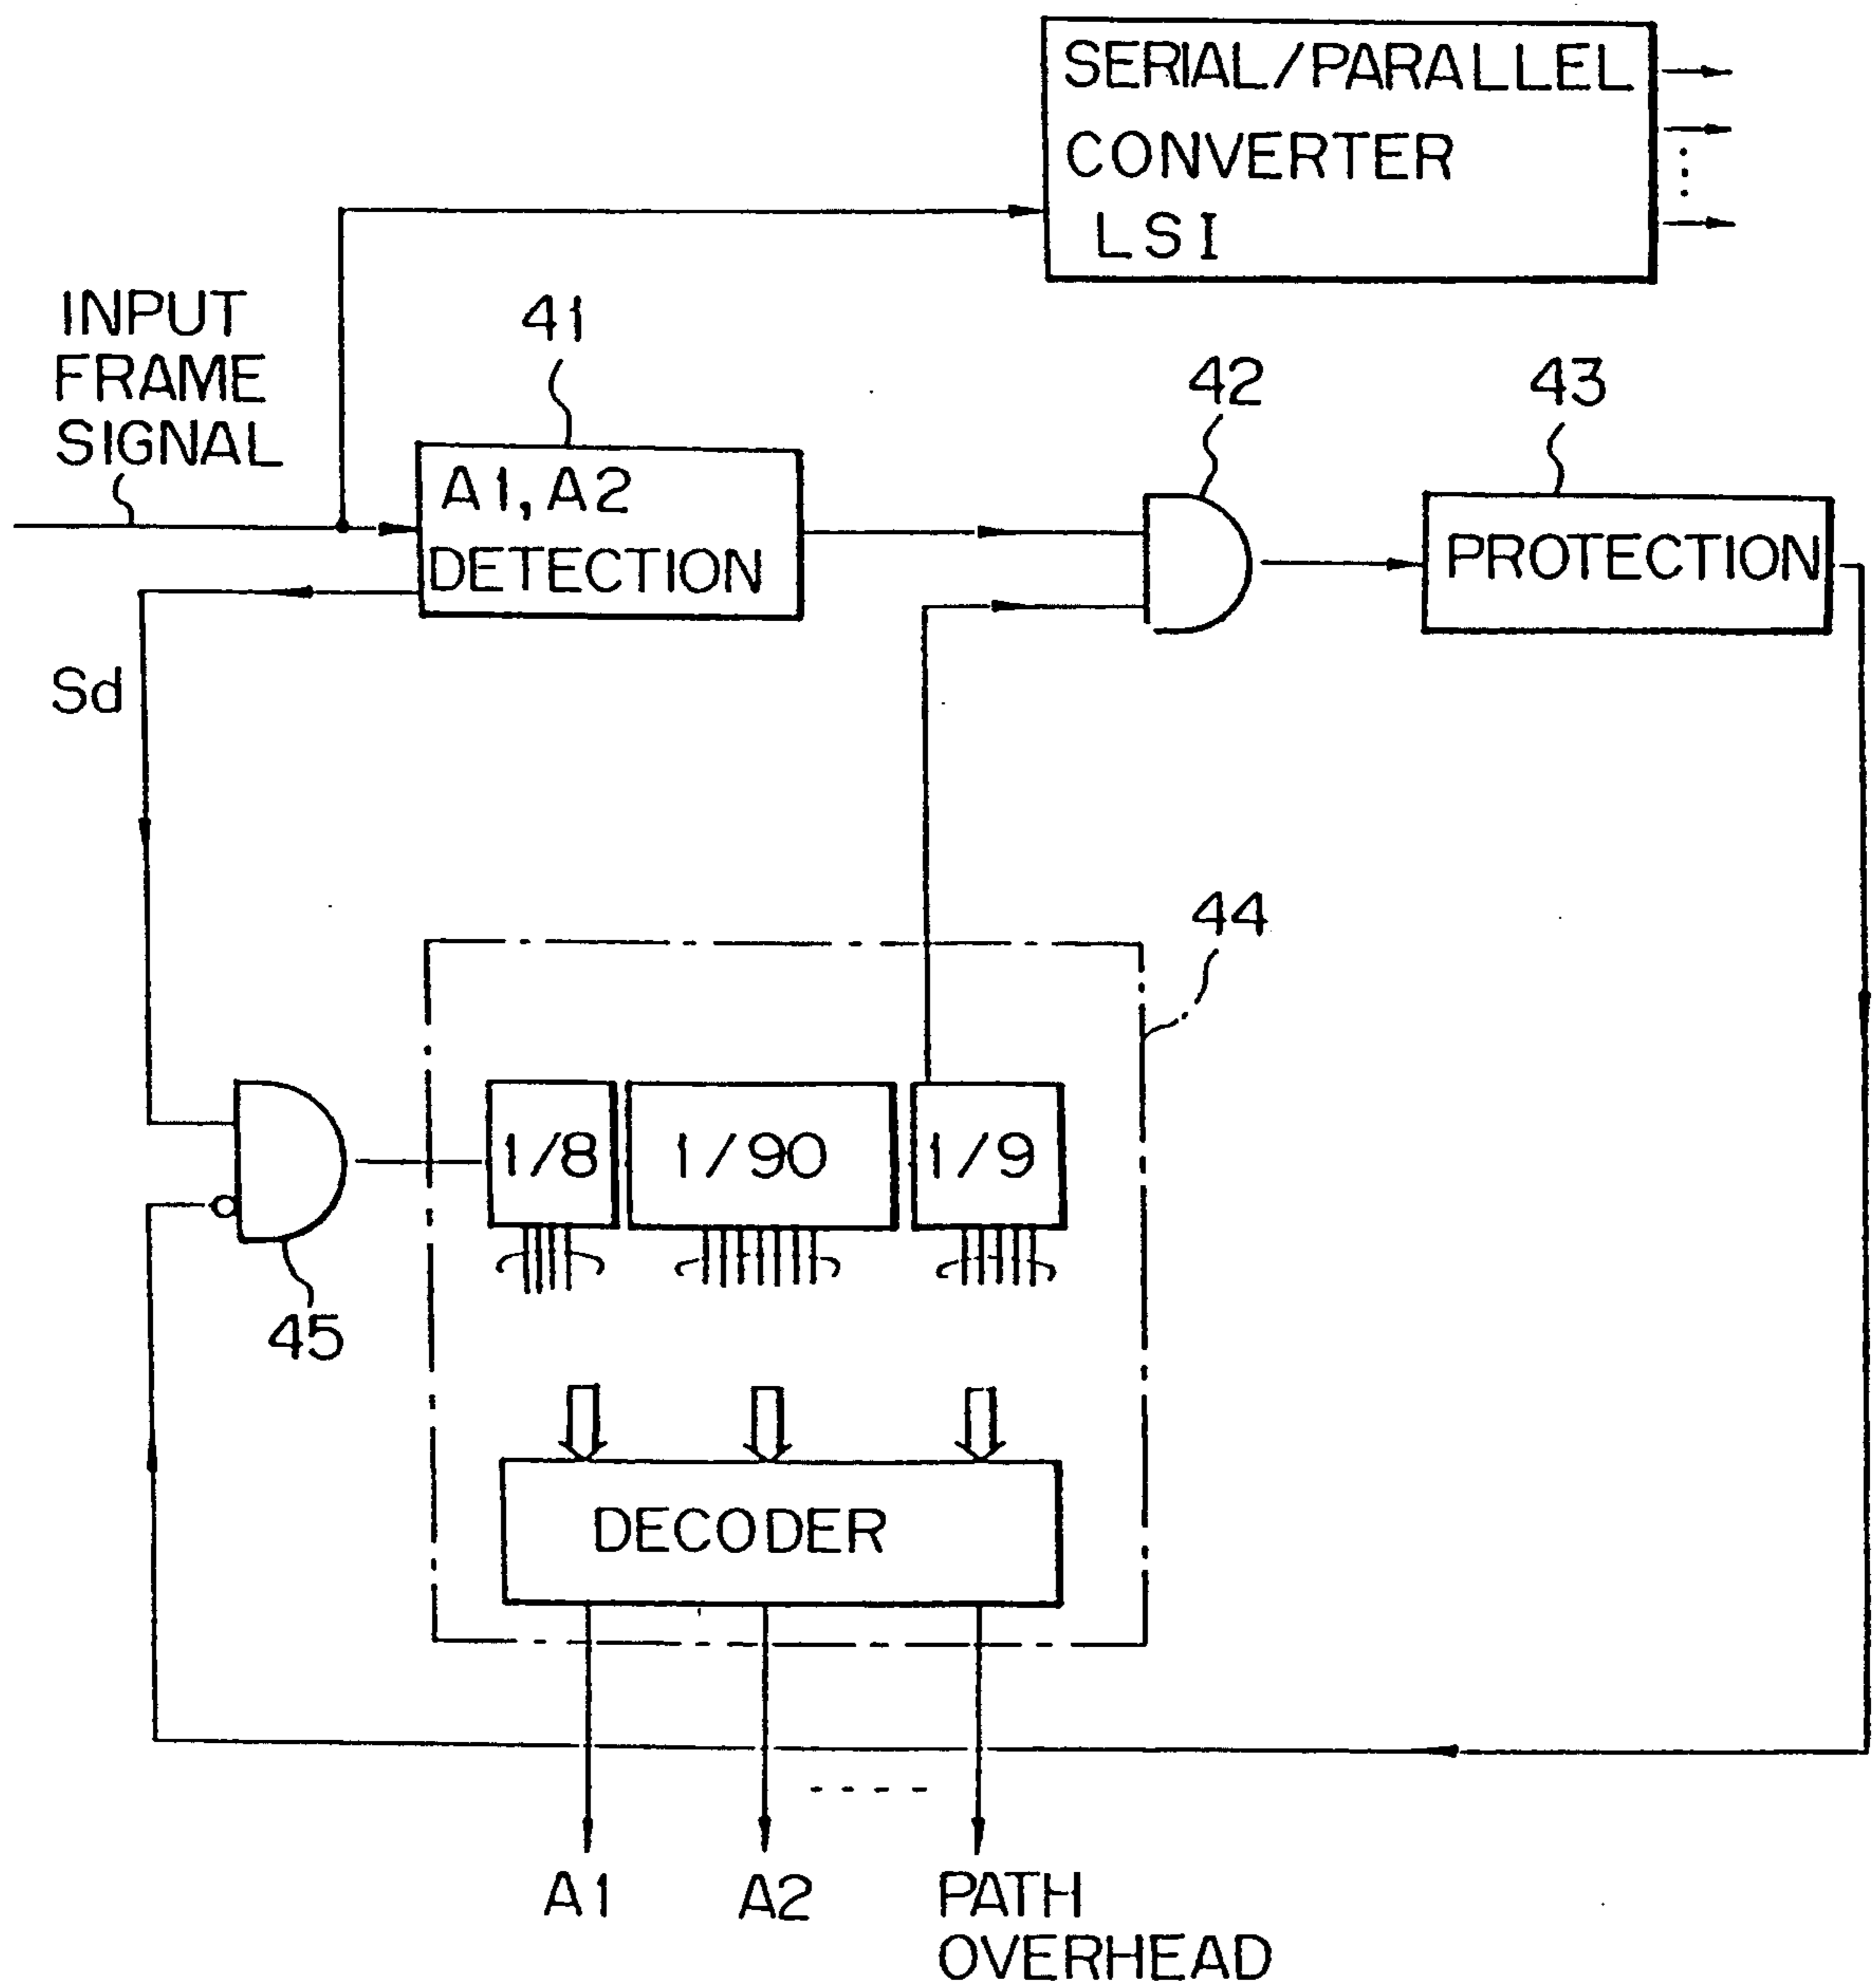 SERIAL/PARALLEL
CONVERTER
LSI
INPUT
FRAME
SIGNAL
41
42
43
A1, A2
DETECTION
PROTECTION
Sd
44
1/8
1/90
1/9
45
DECODER
A1
A2
PATH
OVERHEAD